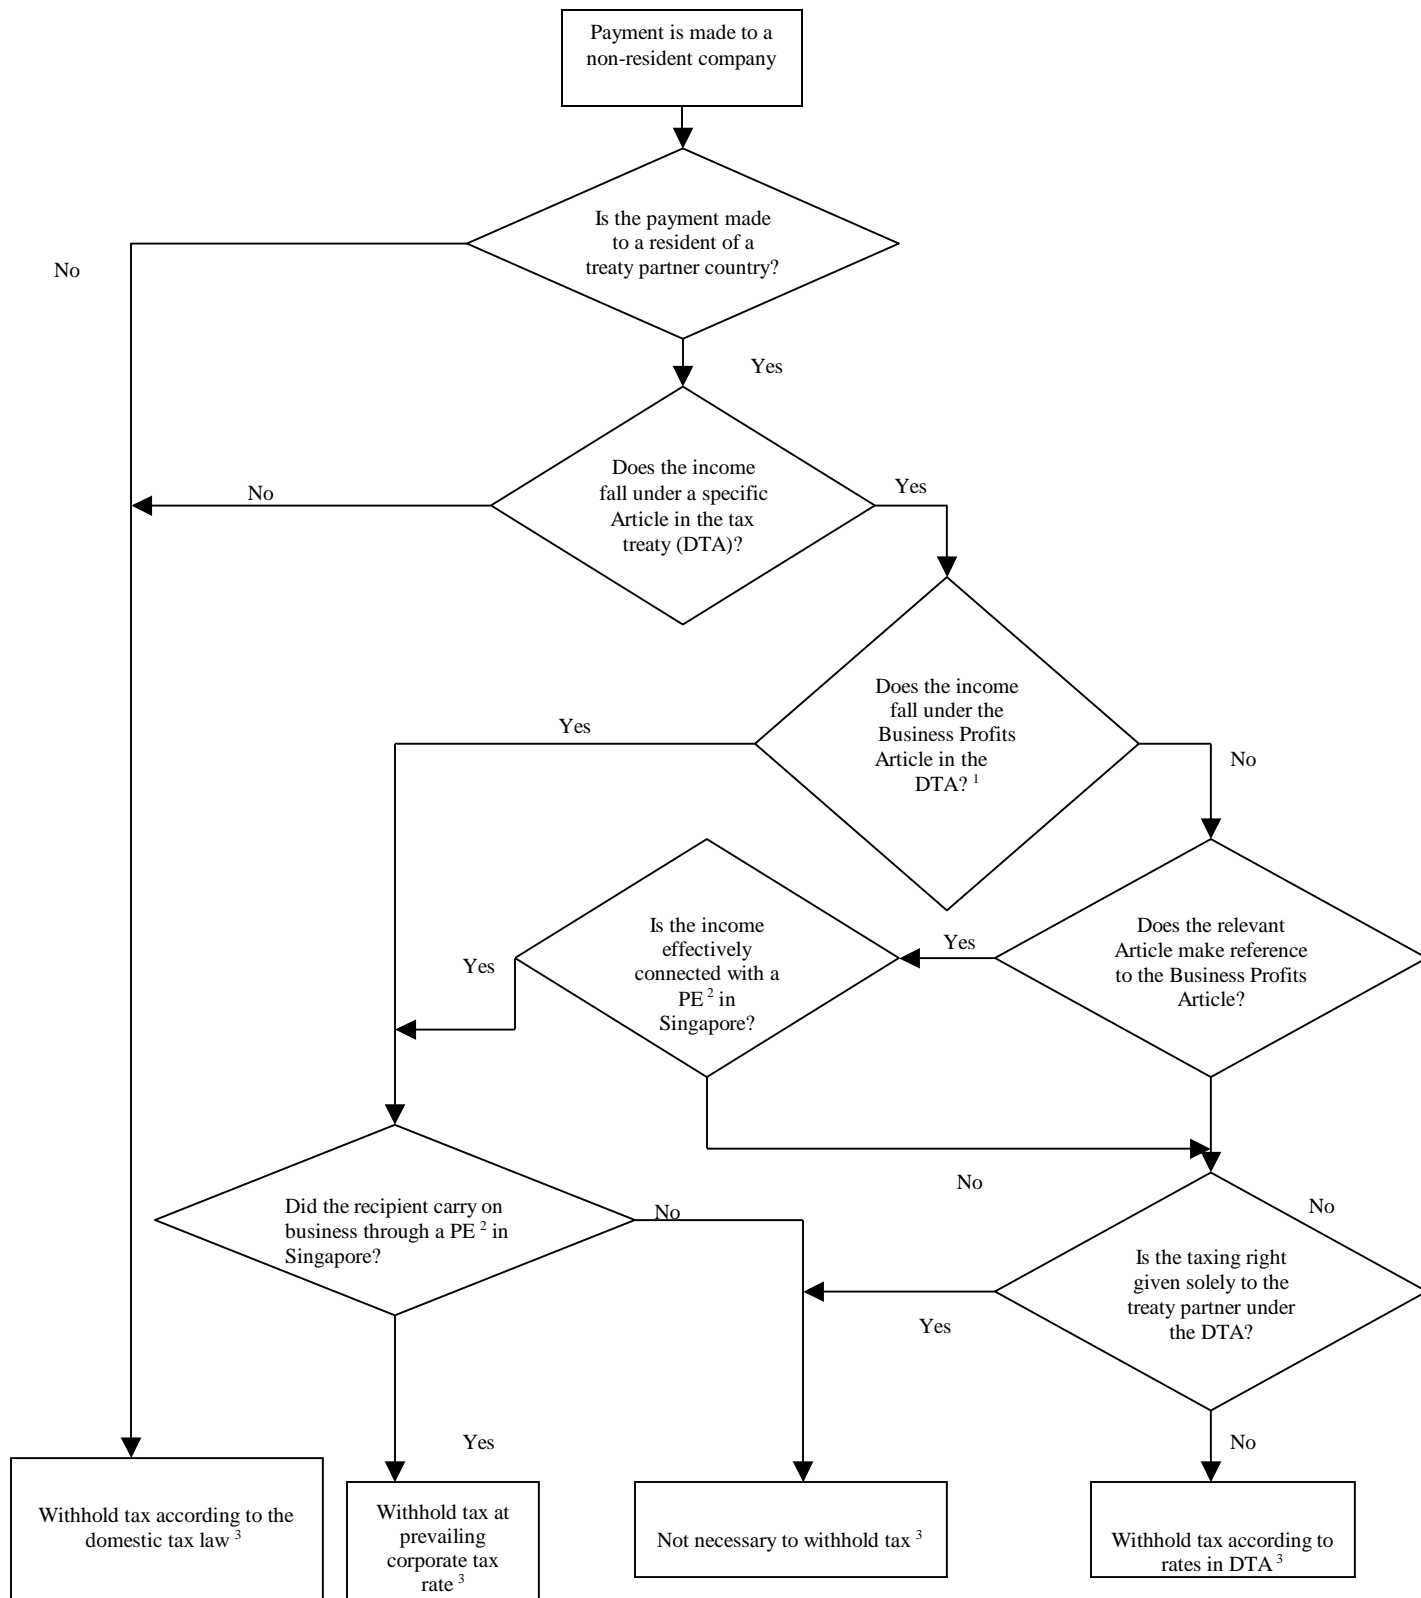 Payment is made to a
non-resident company
Is the payment made
to a resident of a
treaty partner country?
No
Yes
Does the income
fall under a specific
Article in the tax
treaty (DTA)?
No
Yes
Does the income
fall under the
Business Profits
Article in the
DTA? 1
Yes
No
Is the income
effectively
connected with a
PE 2 in
Singapore?
Yes
Yes
Does the relevant
Article make reference
to the Business Profits
Article?
No
No
Did the recipient carry on
business through a PE 2 in
Singapore?
No
Is the taxing right
given solely to the
treaty partner under
the DTA?
Yes
Yes
No
Withhold tax according to the
domestic tax law 3
Withhold tax at
prevailing
corporate tax
rate 3
Not necessary to withhold tax 3
Withhold tax according to
rates in DTA 3